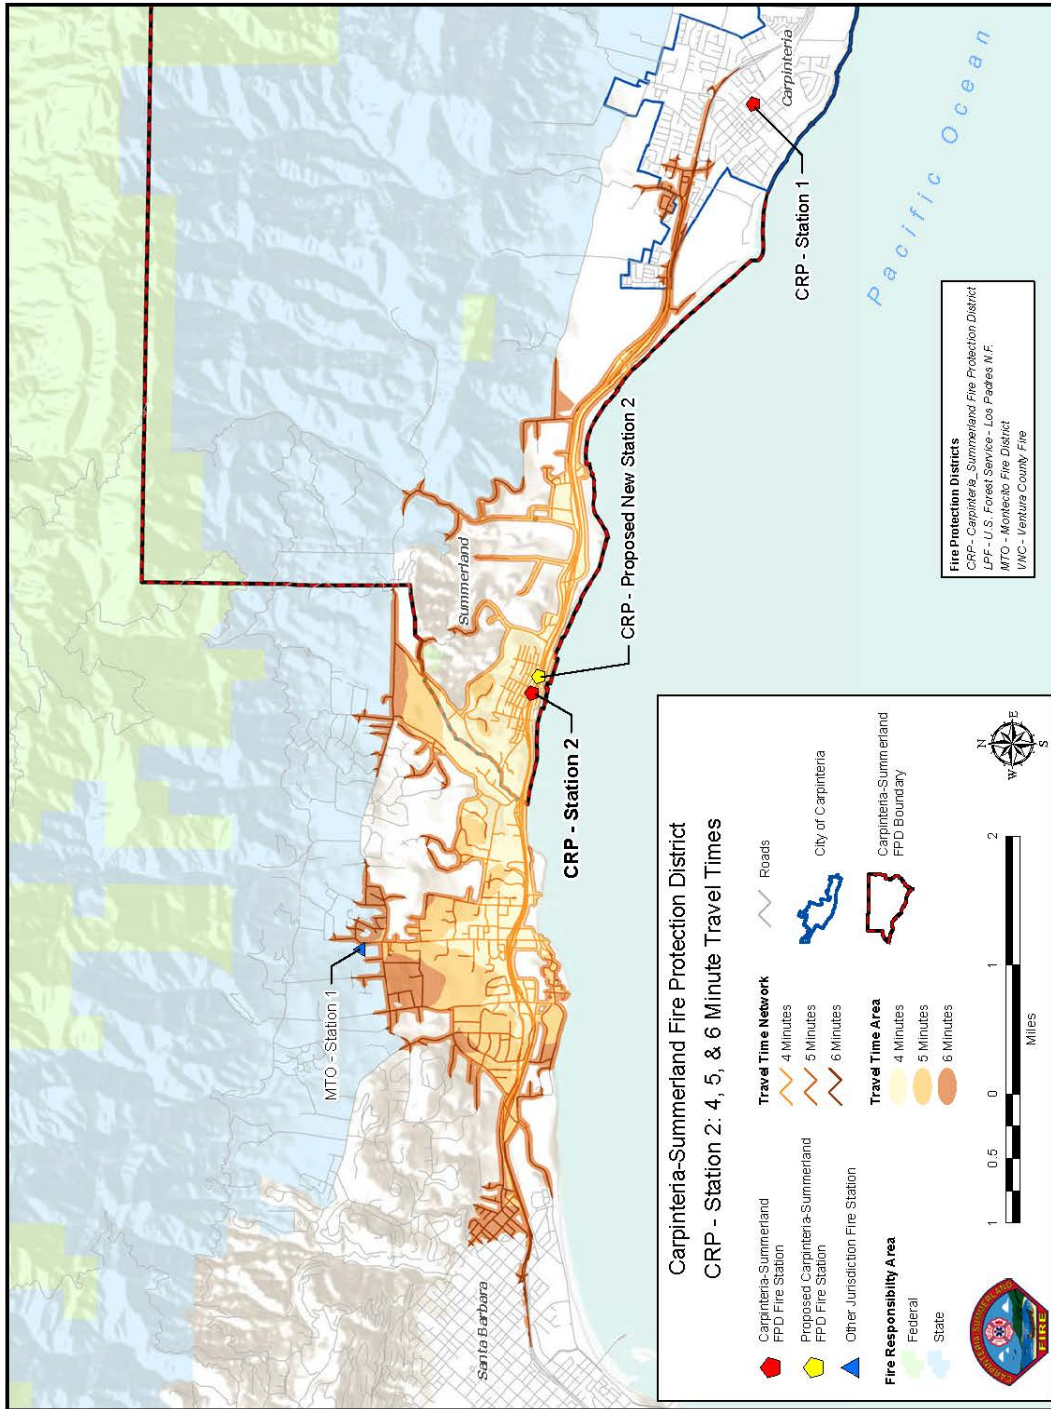 Santa Barbara
MTO - Station 1
Summerland
CRP - Station 2
CRP - Proposed New Station 2
Carpinteria
CRP - Station 1
Pacific Ocean
Carpinteria-Summerland Fire Protection District
CRP - Station 2: 4, 5, & 6 Minute Travel Times
Carpinteria-Summerland
FPD Fire Station
Proposed Carpinteria-Summerland
FPD Fire Station
Other Jurisdiction Fire Station
Fire Responsibilty Area
Federal
State
Travel Time Network
4 Minutes
5 Minutes
6 Minutes
Travel Time Area
4 Minutes
5 Minutes
6 Minutes
Roads
City of Carpinteria
Carpinteria-Summerland
FPD Boundary
CARPINTERIA-SUMMERLAND
FIRE
1 0.5 0 1 2
Miles
N
W E
S
Fire Protection Districts
CRP - Carpinteria_Summerland Fire Protection District
LPF - U.S. Forest Service - Los Padres N.F.
MTO - Montecito Fire District
VNC - Ventura County Fire